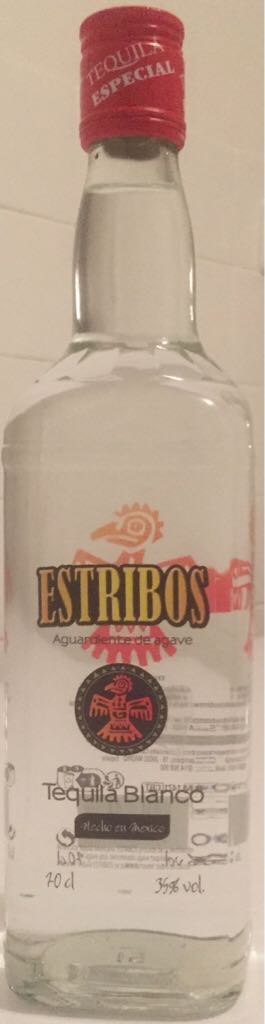 TEQUILA
ESPECIAL
ESTRIBOS
Aguardiente de agave
Tequila Blanco
Hecho en Mexico
70 cl 35% vol.